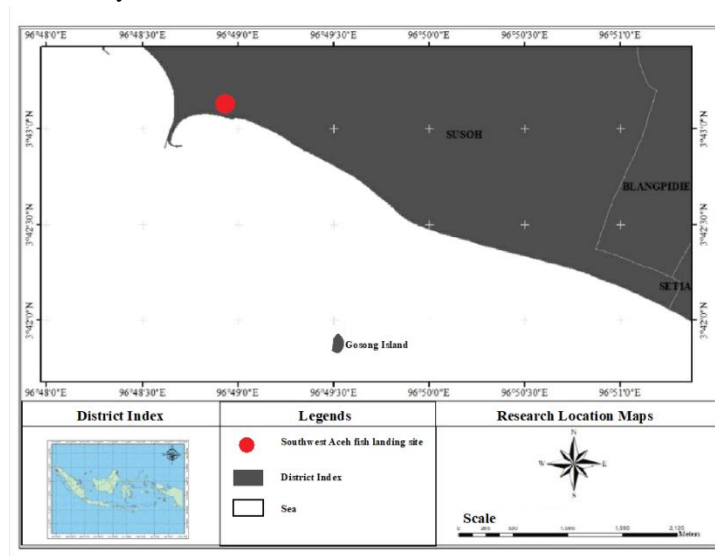 96°48'0"E 96°48'30"E 96°49'0"E 96°49'30"E 96°50'0"E 96°50'30"E 96°51'0"E
3°43'0"N 3°43'0"N
SUSOH
BLANGPIDIE
3°42'30"N 3°42'30"N
SETIA
3°42'0"N 3°42'0"N
Gosong Island
96°48'0"E 96°48'30"E 96°49'0"E 96°49'30"E 96°50'0"E 96°50'30"E 96°51'0"E
District Index
Legends
Southwest Aceh fish landing site
District Index
Sea
Research Location Maps
N
W E
S
Scale
Meters